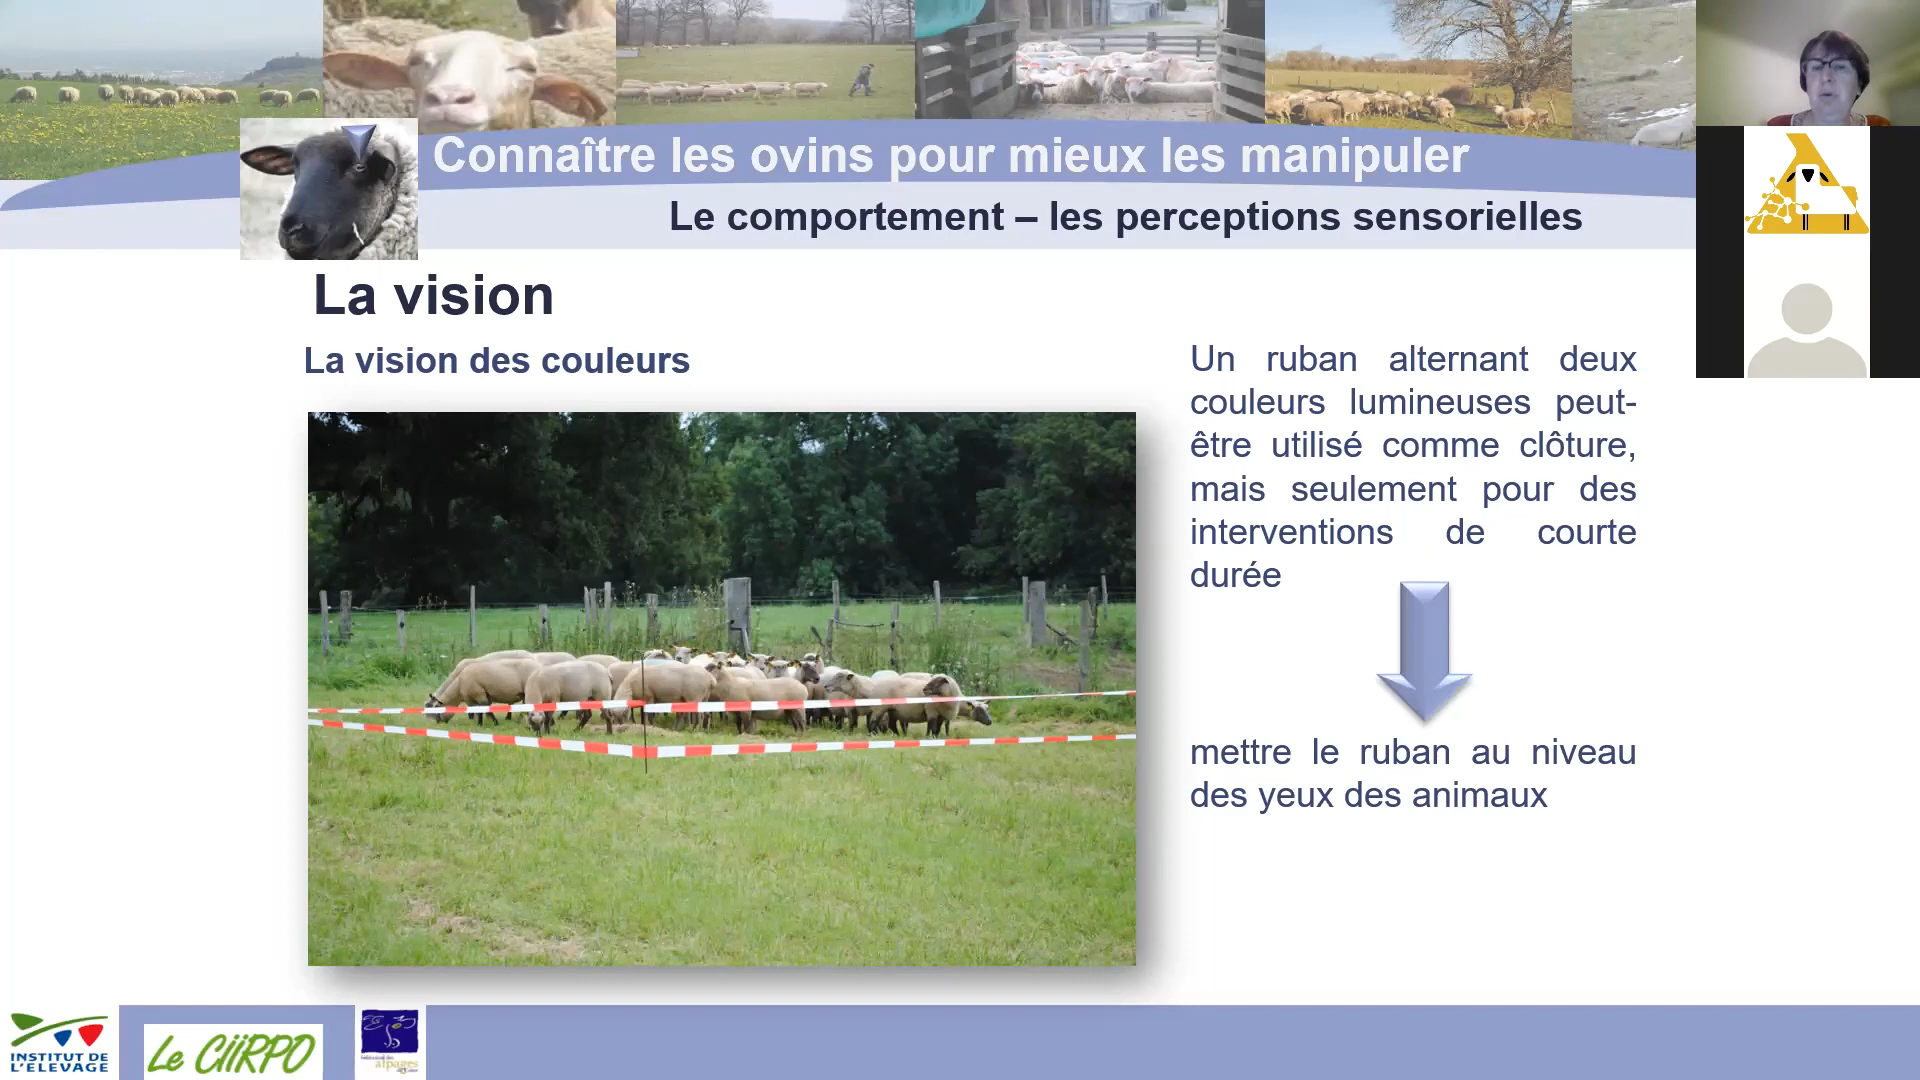 Connaître les ovins pour mieux les manipuler
Le comportement – les perceptions sensorielles
La vision
La vision des couleurs
Un ruban alternant deux
couleurs lumineuses peut-
être utilisé comme clôture,
mais seulement pour des
interventions de courte
durée
mettre le ruban au niveau
des yeux des animaux
INSTITUT DE
L'ELEVAGE
Le CIIRPO
alpages